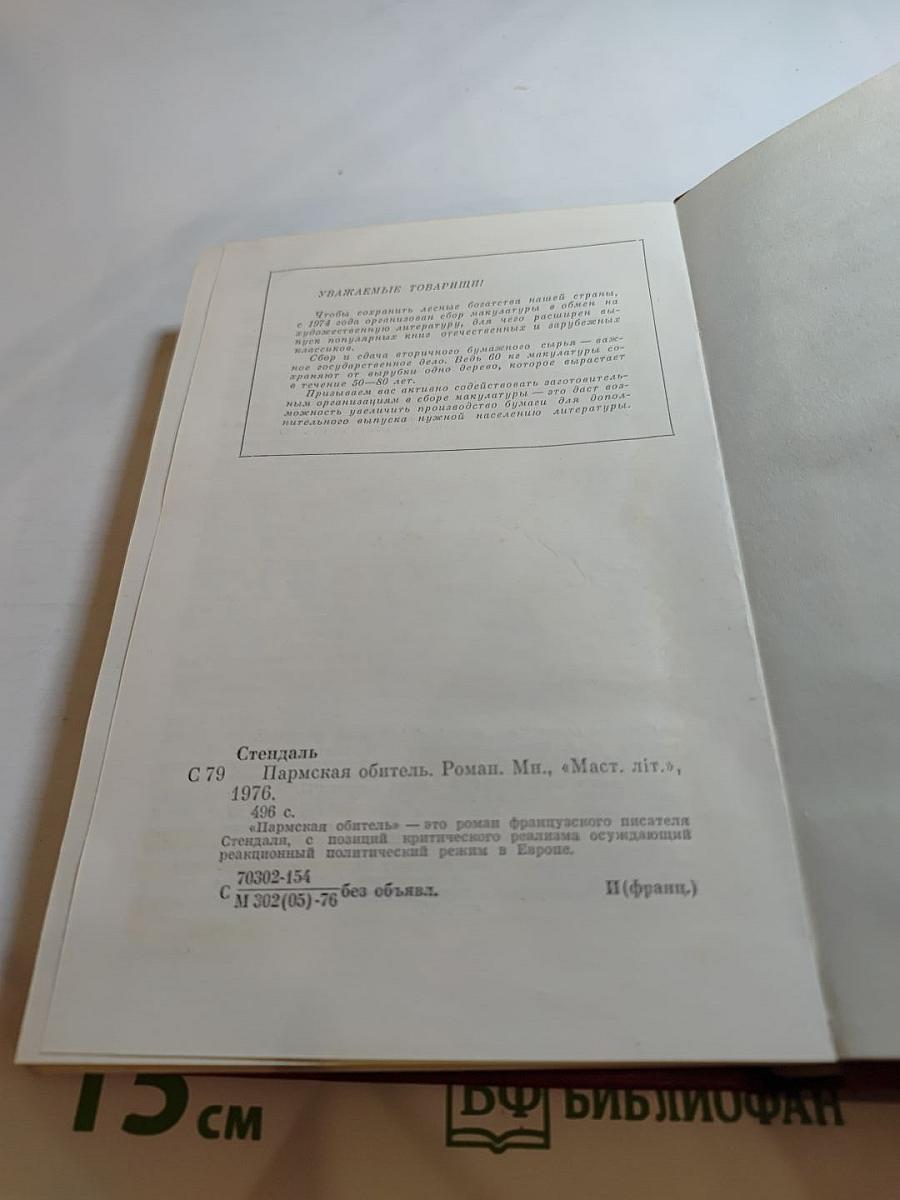 УВАЖАЕМЫЕ ТОВАРИЩИ!
Чтобы сохранить лесные богатства нашей страны,
с 1974 года организован сбор макулатуры в обмен на
художественную литературу, для чего расширен вы-
пуск популярных книг отечественных и зарубежных
классиков.
Сбор и сдача вторичного бумажного сырья — важ-
ное государственное дело. Ведь 60 кг макулатуры со-
храняют от вырубки одно дерево, которое вырастает
в течение 50—80 лет.
Призываем вас активно содействовать заготовитель-
ным организациям в сборе макулатуры — это даст воз-
можность увеличить производство бумаги для допол-
нительного выпуска нужной населению литературы.
Стендаль
С 79 Пармская обитель. Роман. Мн., «Маст. літ.»,
1976.
496 с.
«Пармская обитель» — это роман французского писателя
Стендаля, с позиций критического реализма осуждающий
реакционный политический режим в Европе.
С 70302-154
М 302(05)-76 без объявл. И(франц.)
15 см
БФ БИБЛИОФАН